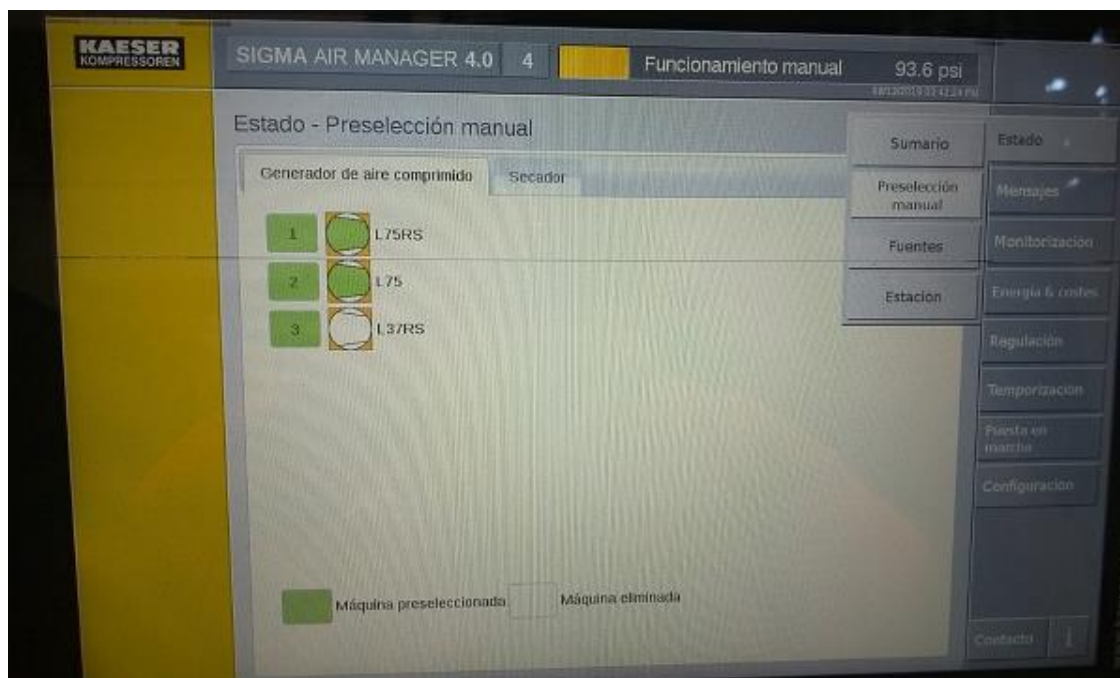 KAESER
KOMPRESSOREN
SIGMA AIR MANAGER 4.0 4 Funcionamiento manual 93.6 psi
Estado - Preselección manual
Generador de aire comprimido Secador
1 L75RS
2 L75
3 L37RS
Máquina preseleccionada Máquina eliminada
Sumario
Preselección
manual
Fuentes
Estación
Estado
Mensajes
Monitorización
Energía & costes
Regulación
Temporización
Puesta en
marcha
Configuración
Contacto i